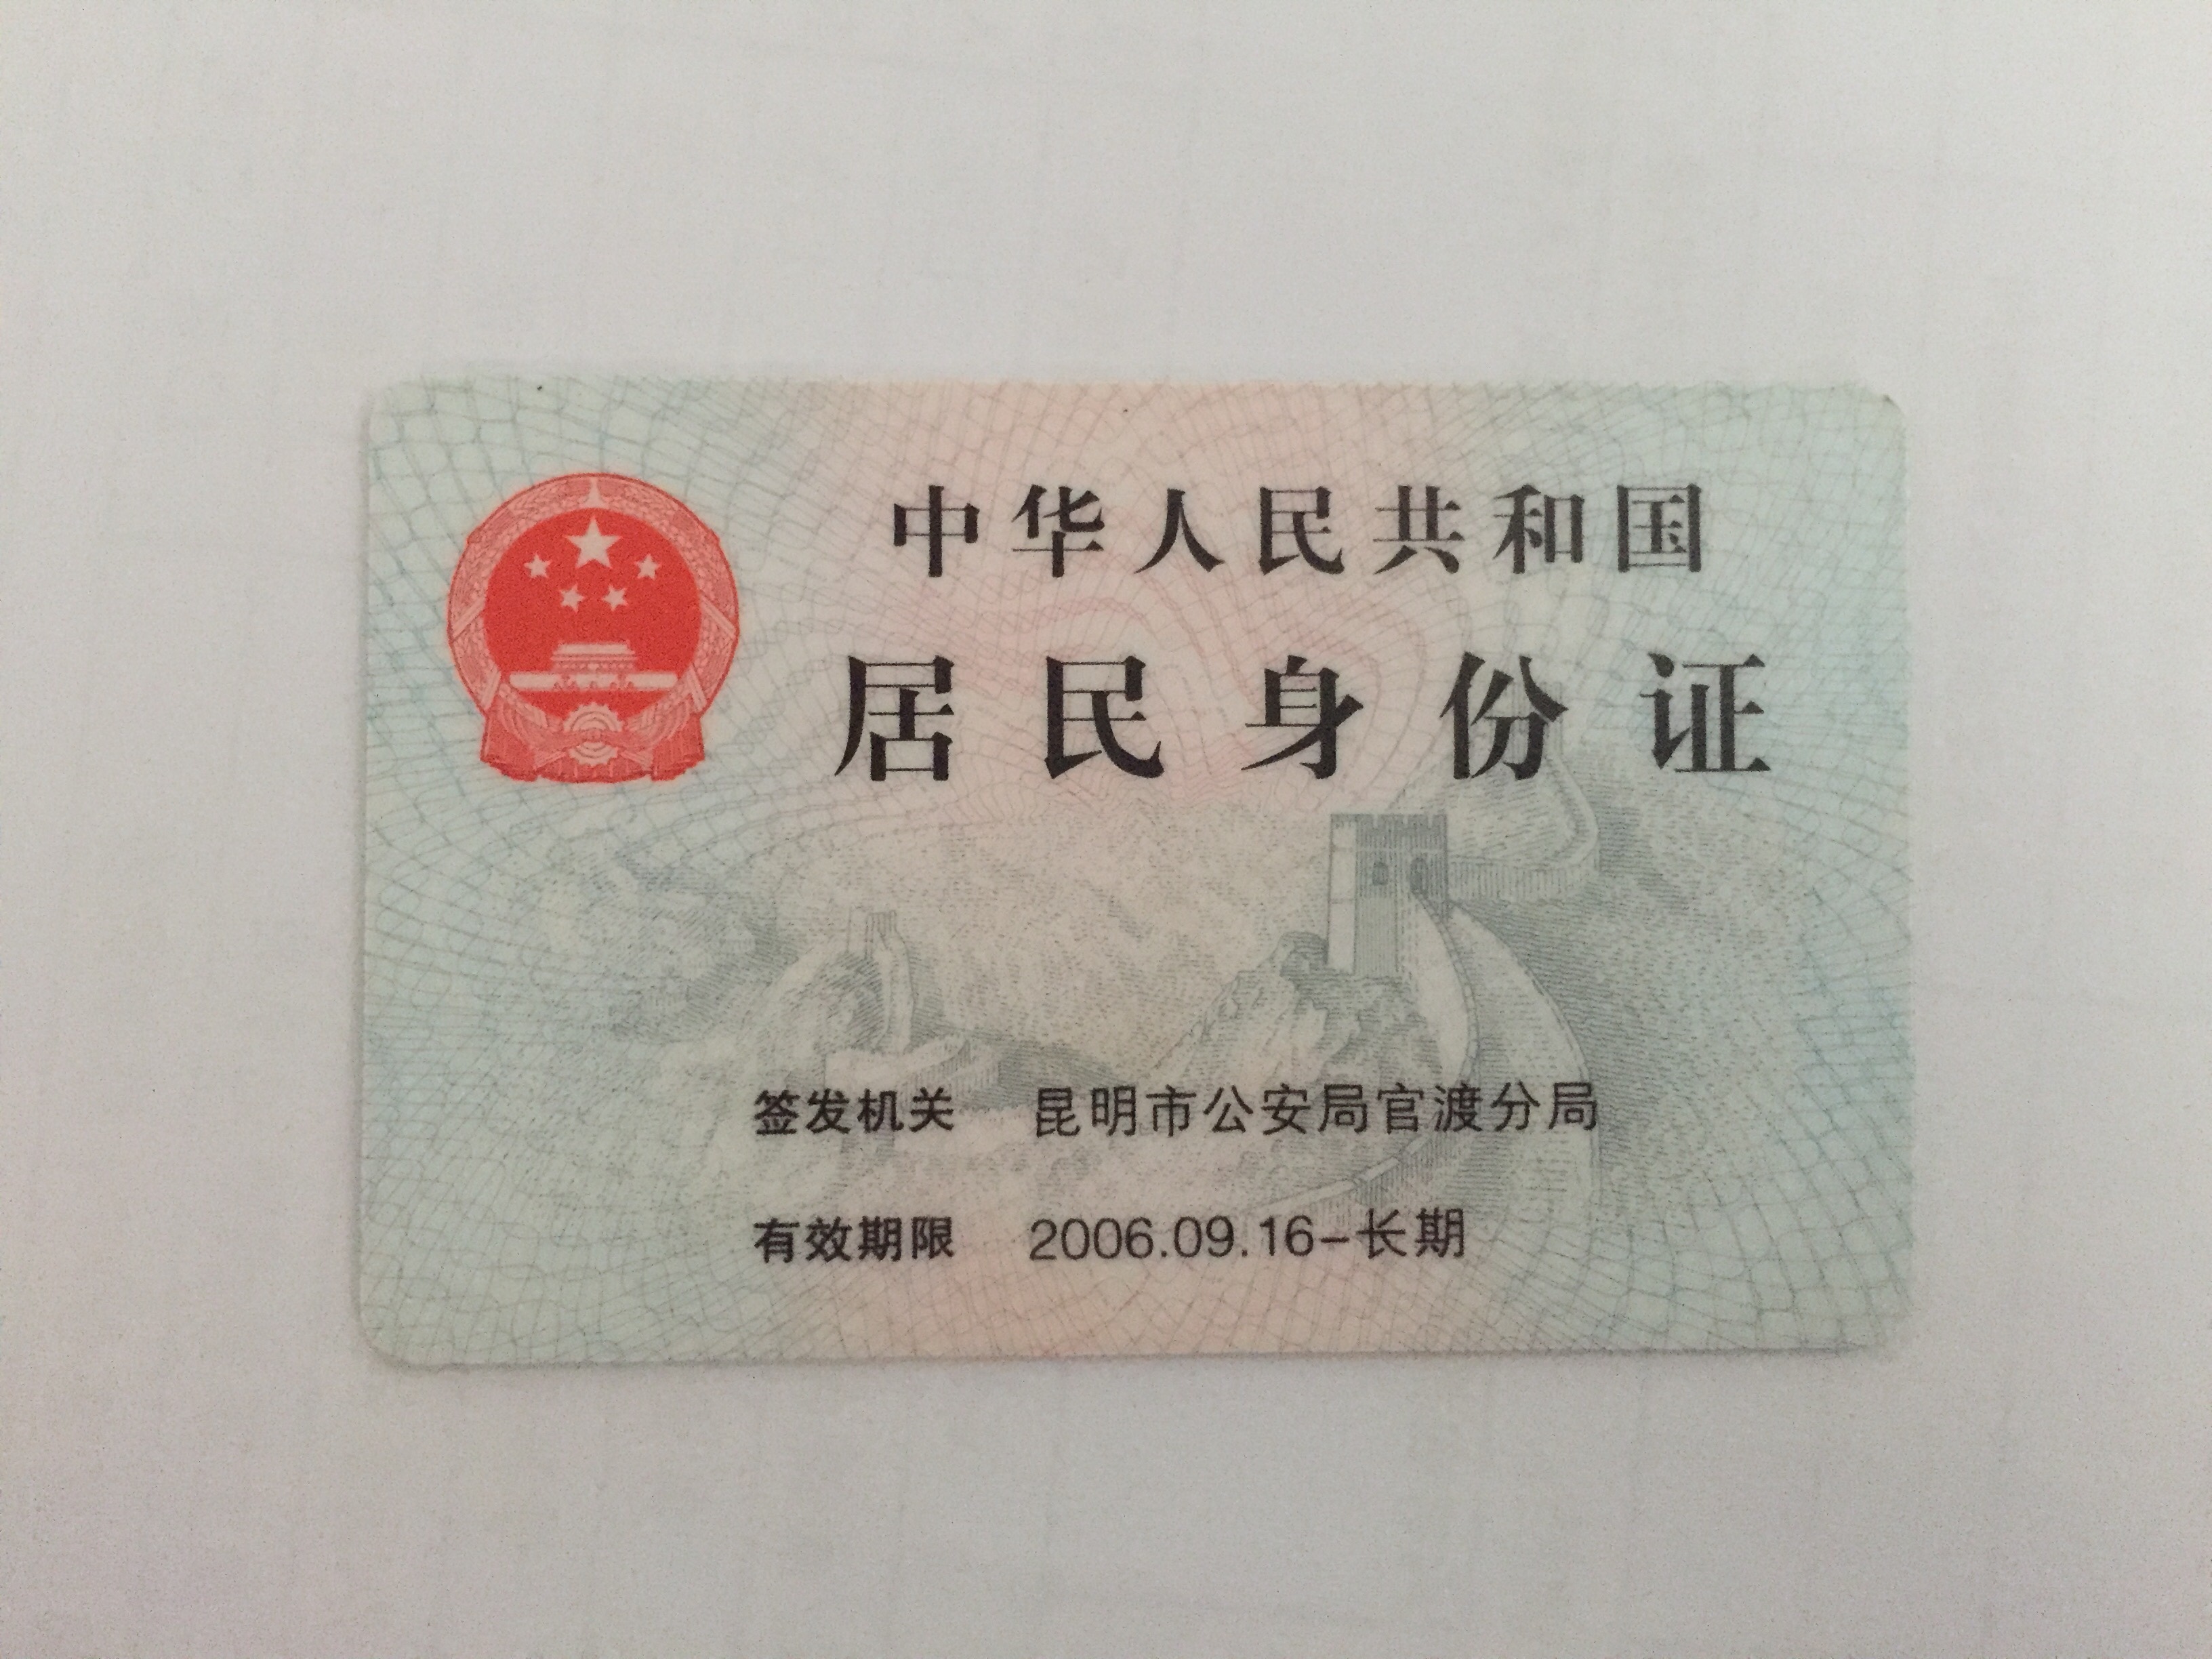 中华人民共和国
居民身份证
签发机关 昆明市公安局官渡分局
有效期限 2006.09.16-长期